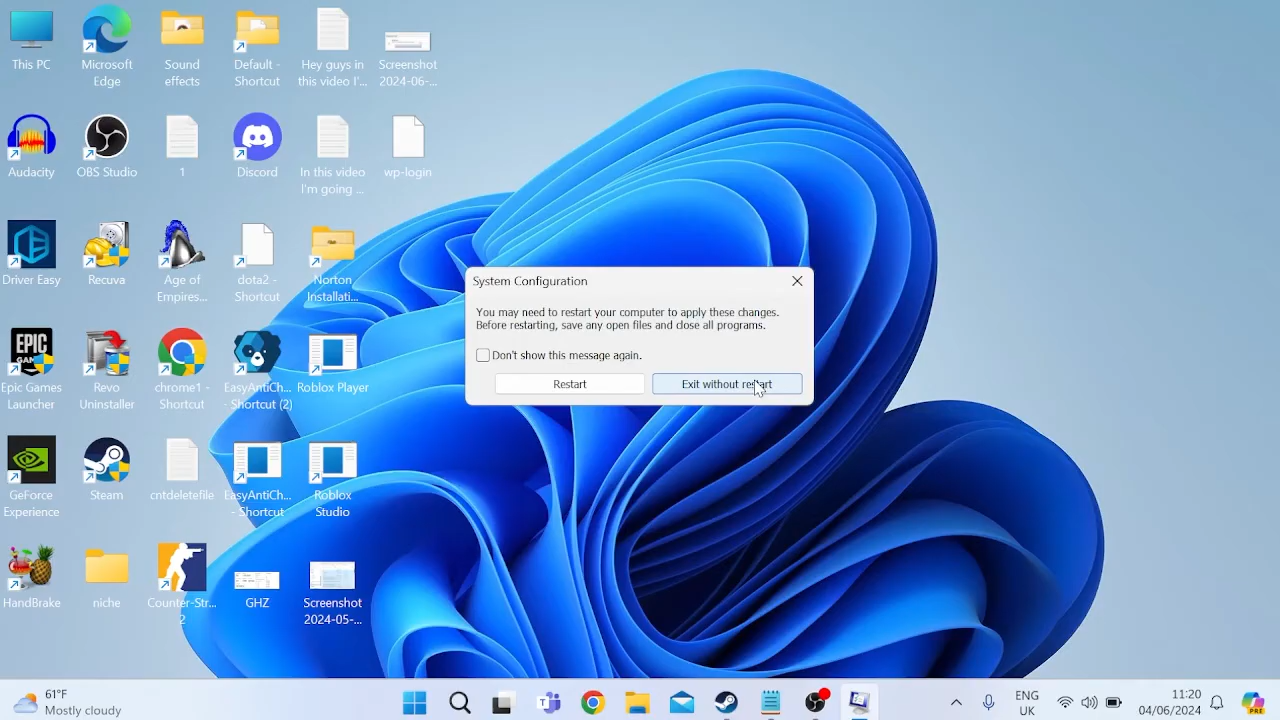 This PC
Microsoft
Edge
Sound
effects
Default -
Shortcut
Hey guys in
this video I'...
Screenshot
2024-06-...
Audacity
OBS Studio
1
Discord
In this video
I'm going ...
wp-login
Driver Easy
Recuva
Age of
Empires...
dota2 -
Shortcut
Norton
Installati...
System Configuration
You may need to restart your computer to apply these changes.
Before restarting, save any open files and close all programs.
Don't show this message again.
Restart
Exit without restart
EPIC
Epic Games
Launcher
Revo
Uninstaller
chrome1 -
Shortcut
EasyAntiCh...
- Shortcut (2)
Roblox Player
GeForce
Experience
Steam
cntdeletefile
EasyAntiCh...
- Shortcut
Roblox
Studio
HandBrake
niche
Counter-Str...
2
GHZ
Screenshot
2024-05-...
61°F
Mostly cloudy
ENG
UK
11:20
04/06/2024
PRE